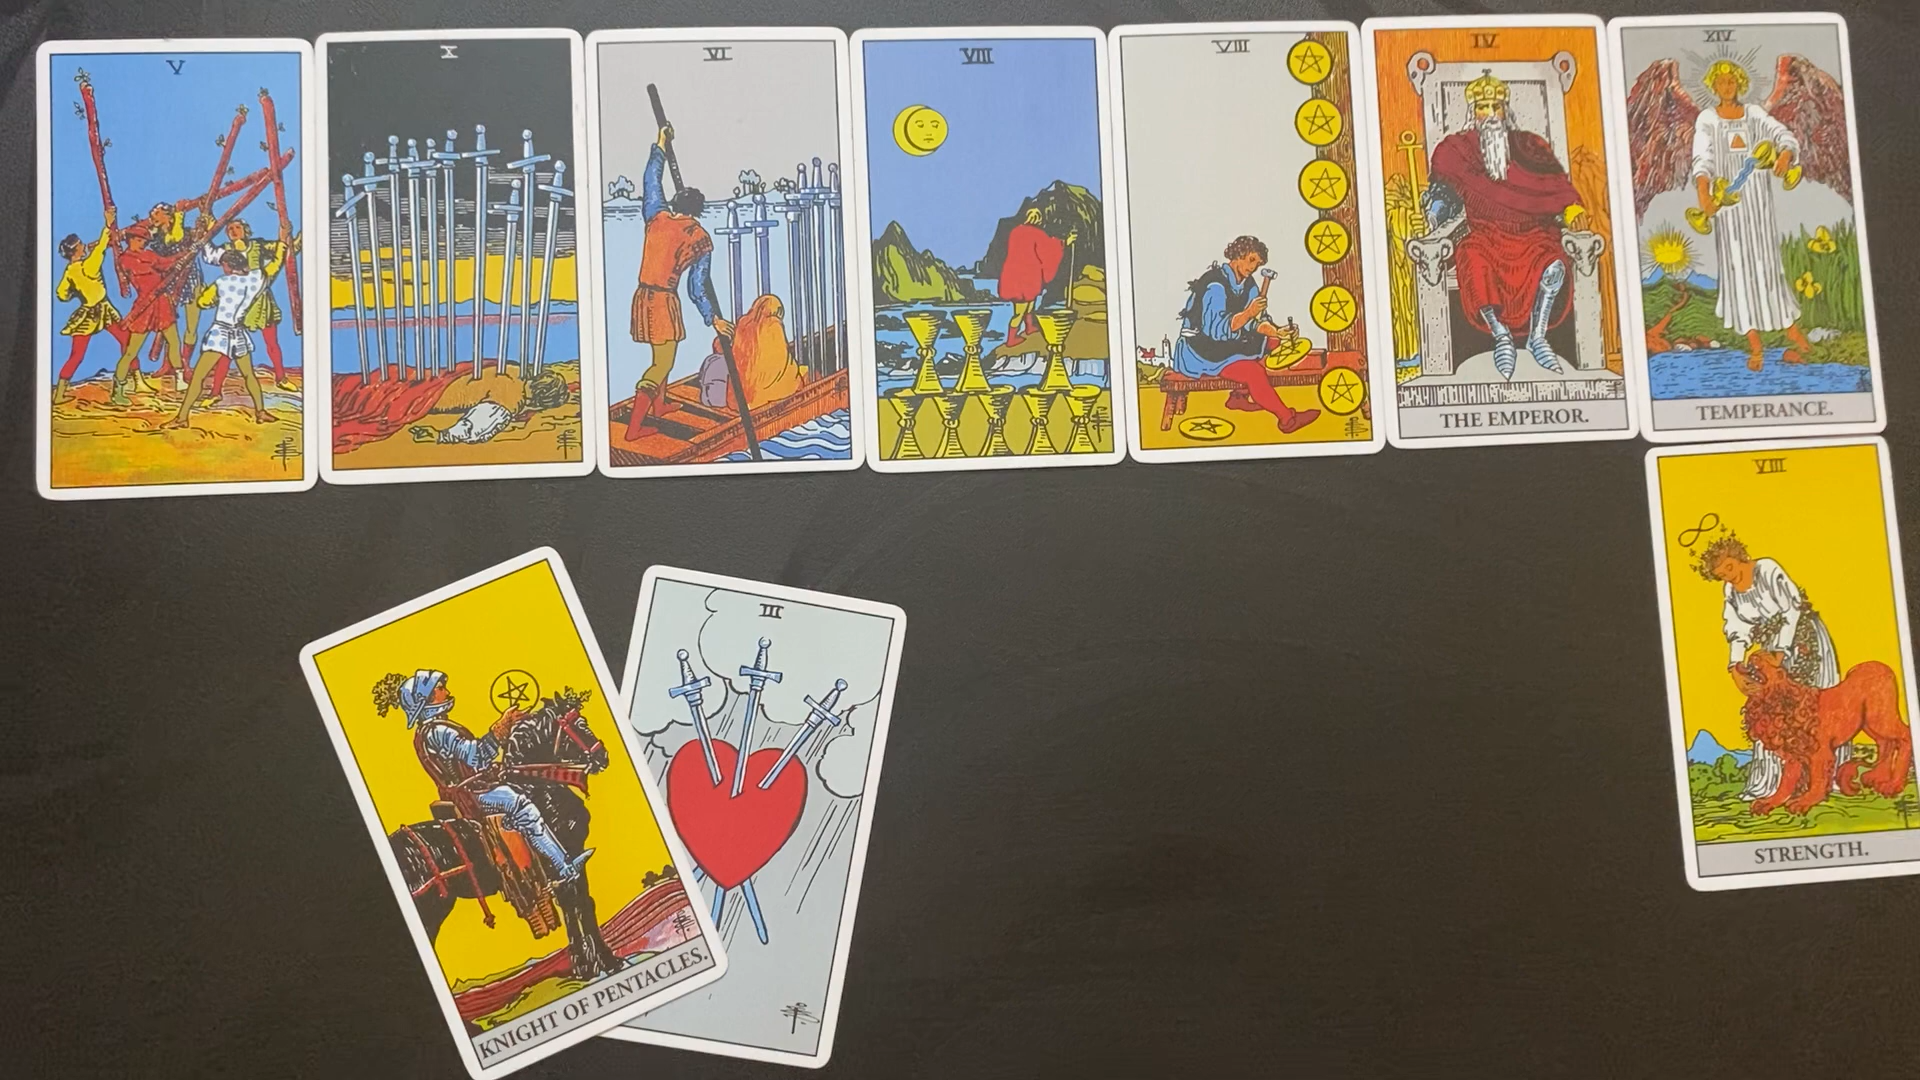 V
X
VI
VIII
VIII
IV
THE EMPEROR.
XIV
TEMPERANCE.
VIII
STRENGTH.
KNIGHT OF PENTACLES.
III